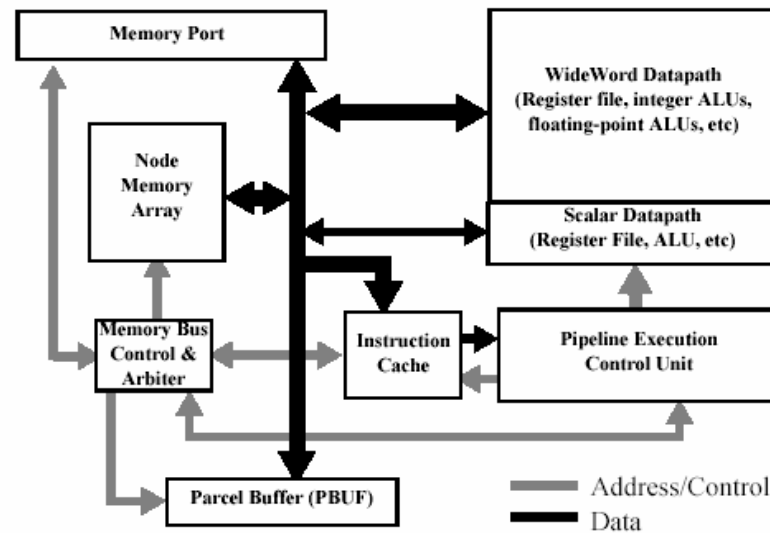 Memory Port
WideWord Datapath
(Register file, integer ALUs,
floating-point ALUs, etc)
Node
Memory
Array
Scalar Datapath
(Register File, ALU, etc)
Memory Bus
Control &
Arbiter
Instruction
Cache
Pipeline Execution
Control Unit
Parcel Buffer (PBUF)
Address/Control
Data